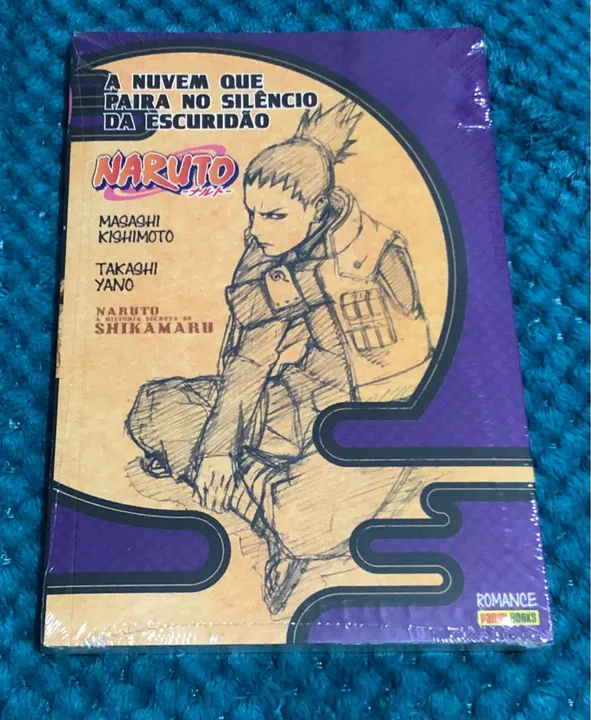 A NUVEM QUE
PAIRA NO SILÊNCIO
DA ESCURIDÃO
NARUTO
-ナルト-
MASASHI
KISHIMOTO
TAKASHI
YANO
NARUTO
A HISTÓRIA SECRETA DE
SHIKAMARU
ROMANCE
PANINI BOOKS